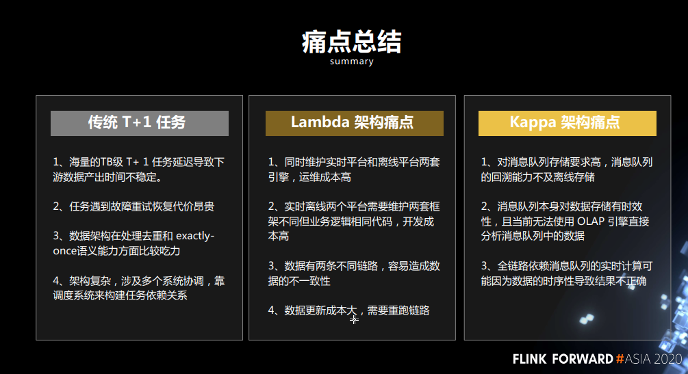 痛点总结
summary
传统 T+1 任务
1、海量的TB级 T+ 1 任务延迟导致下
游数据产出时间不稳定。
2、任务遇到故障重试恢复代价昂贵
3、数据架构在处理去重和 exactly-
once语义能力方面比较吃力
4、架构复杂，涉及多个系统协调，靠
调度系统来构建任务依赖关系
Lambda 架构痛点
1、同时维护实时平台和离线平台两套
引擎，运维成本高
2、实时离线两个平台需要维护两套框
架不同但业务逻辑相同代码，开发成
本高
3、数据有两条不同链路，容易造成数
据的不一致性
4、数据更新成本大，需要重跑链路
Kappa 架构痛点
1、对消息队列存储要求高，消息队列
的回溯能力不及离线存储
2、消息队列本身对数据存储有时效
性，且当前无法使用 OLAP 引擎直接
分析消息队列中的数据
3、全链路依赖消息队列的实时计算可
能因为数据的时序性导致结果不正确
FLINK FORWARD #ASIA 2020